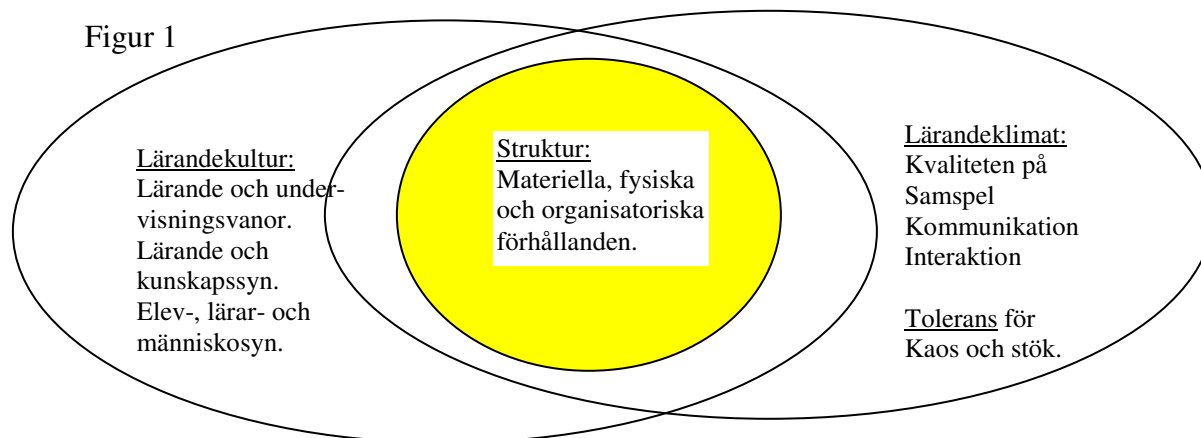 Figur 1
Lärandekultur:
Lärande och under-
visningsvanor.
Lärande och
kunskapssyn.
Elev-, lärar- och
människosyn.
Struktur:
Materiella, fysiska
och organisatoriska
förhållanden.
Lärandeklimat:
Kvaliteten på
Samspel
Kommunikation
Interaktion
Tolerans för
Kaos och stök.